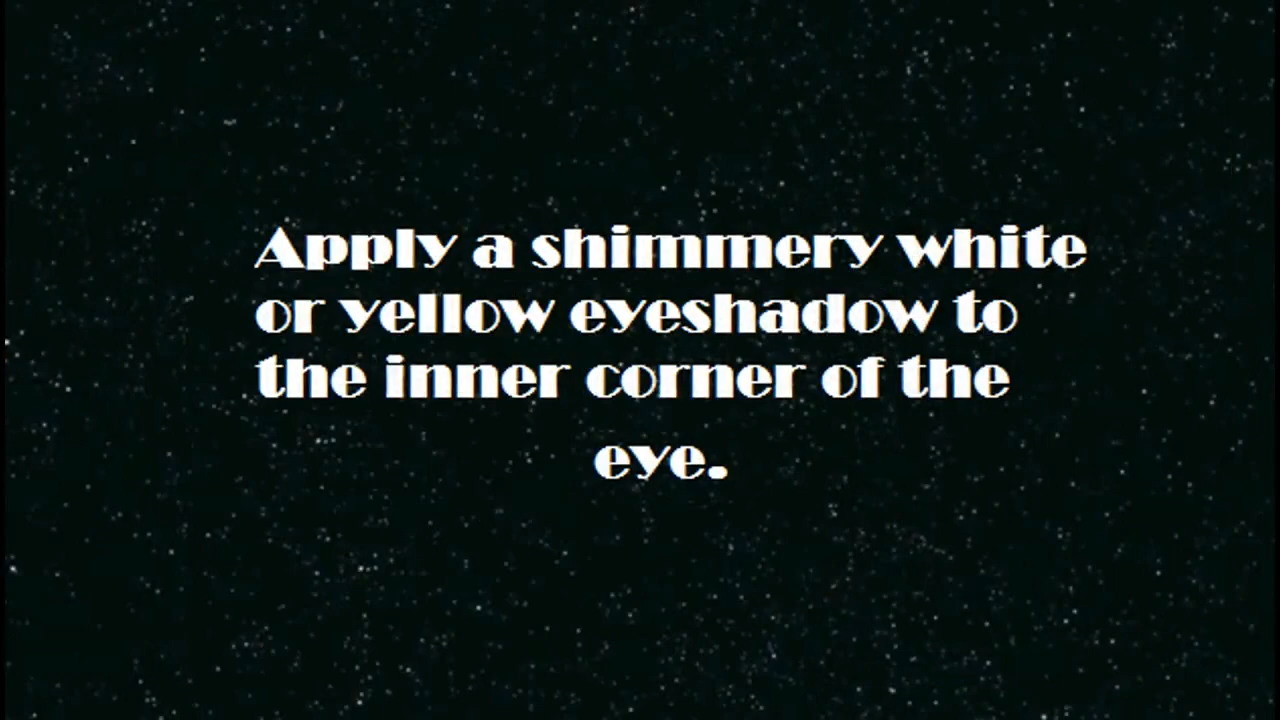 Apply a shimmery white
or yellow eyeshadow to
the inner corner of the
eye.